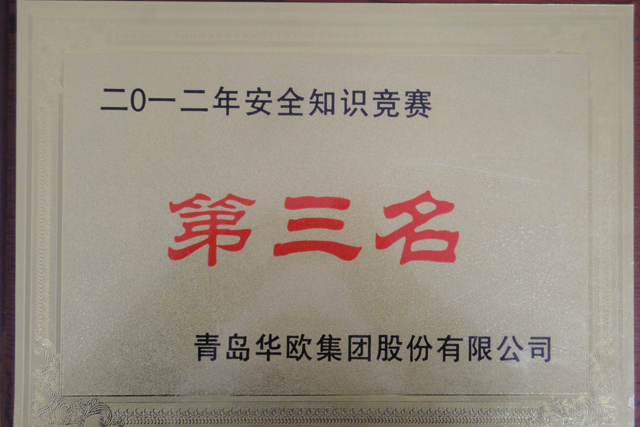 二0一二年安全知识竞赛
第三名
青岛华欧集团股份有限公司